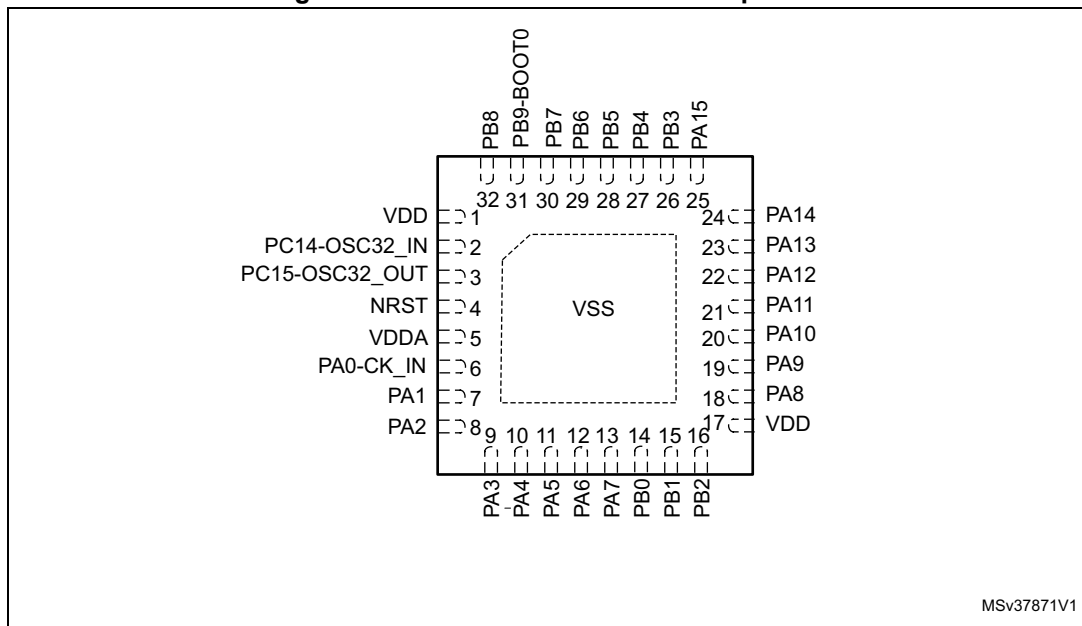 PB8
PB9-BOOT0
PB7
PB6
PB5
PB4
PB3
PA15
32 31 30 29 28 27 26 25
VDD 1
PC14-OSC32_IN 2
PC15-OSC32_OUT 3
NRST 4
VDDA 5
PA0-CK_IN 6
PA1 7
PA2 8
VSS
24 PA14
23 PA13
22 PA12
21 PA11
20 PA10
19 PA9
18 PA8
17 VDD
9 10 11 12 13 14 15 16
PA3
PA4
PA5
PA6
PA7
PB0
PB1
PB2
MSv37871V1